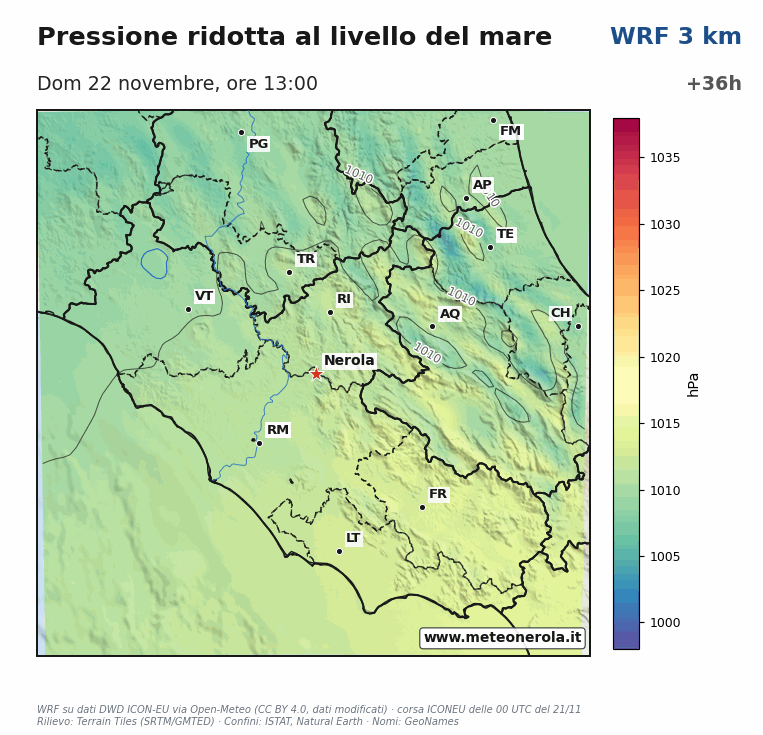 Pressione ridotta al livello del mare
WRF 3 km
Dom 22 novembre, ore 13:00
+36h
FM
PG
1010
AP
1010
TE
TR
VT
RI
1010
AQ
CH
1010
Nerola
RM
FR
LT
www.meteonerola.it
1035
1030
1025
1020
1015
1010
1005
1000
hPa
WRF su dati DWD ICON-EU via Open-Meteo (CC BY 4.0, dati modificati) · corsa ICONEU delle 00 UTC del 21/11
Rilievo: Terrain Tiles (SRTM/GMTED) · Confini: ISTAT, Natural Earth · Nomi: GeoNames